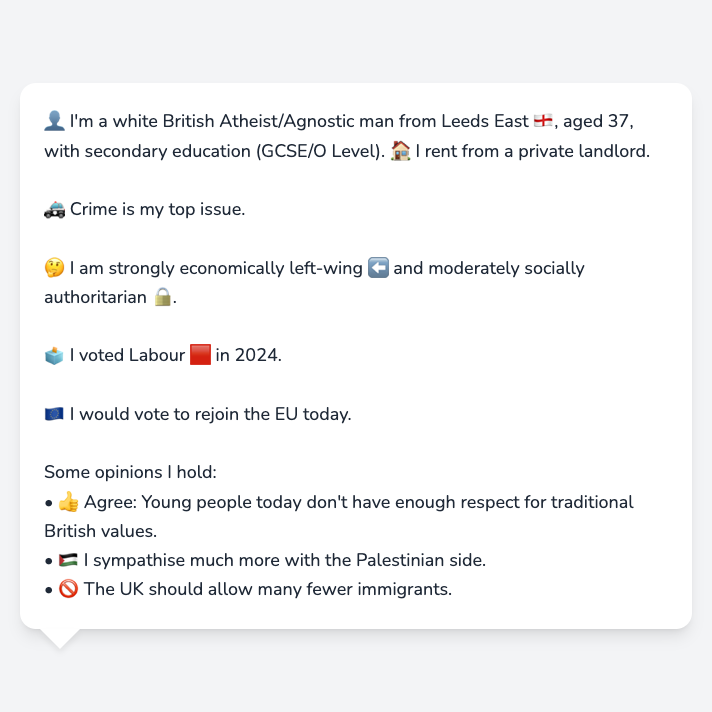 👤 I'm a white British Atheist/Agnostic man from Leeds East 🏴󠁧󠁢󠁥󠁮󠁧󠁿, aged 37,
with secondary education (GCSE/O Level). 🏠 I rent from a private landlord.
🚓 Crime is my top issue.
🤔 I am strongly economically left-wing ⬅️ and moderately socially
authoritarian 🔒.
🗳️ I voted Labour 🟥 in 2024.
🇪🇺 I would vote to rejoin the EU today.
Some opinions I hold:
• 👍 Agree: Young people today don't have enough respect for traditional
British values.
• 🇵🇸 I sympathise much more with the Palestinian side.
• 🚫 The UK should allow many fewer immigrants.